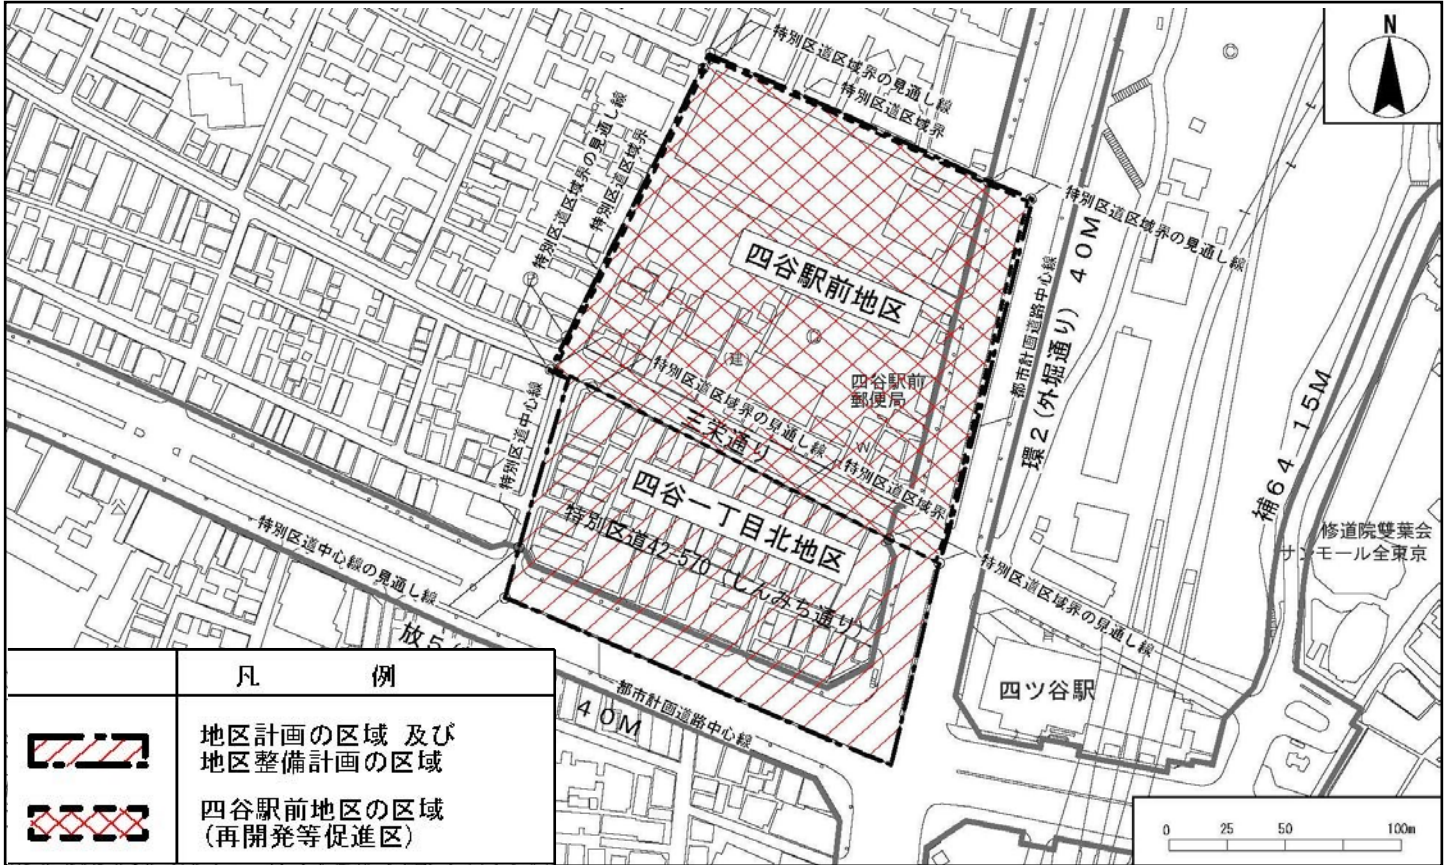 N
特別区道区域界の見通し線
特別区道区域界
特別区道区域界の見通し線
特別区道区域界
特別区道区域界の見通し線
四谷駅前地区
都市計画道路中心線
環2(外堀通り) 40M
(建)
四谷駅前
郵便局
特別区道区域界の見通し線
三栄通り
W
特別区道区域界
特別区道中心線
四谷一丁目北地区
特別区道42-570 (しんみち通り)
特別区道区域界の見通し線
補64 15M
修道院雙葉会
サンモール全東京
特別区道中心線の見通し線
公
放5(
40M
都市計画道路中心線
四ツ谷駅
凡 例
地区計画の区域 及び
地区整備計画の区域
四谷駅前地区の区域
(再開発等促進区)
0 25 50 100m